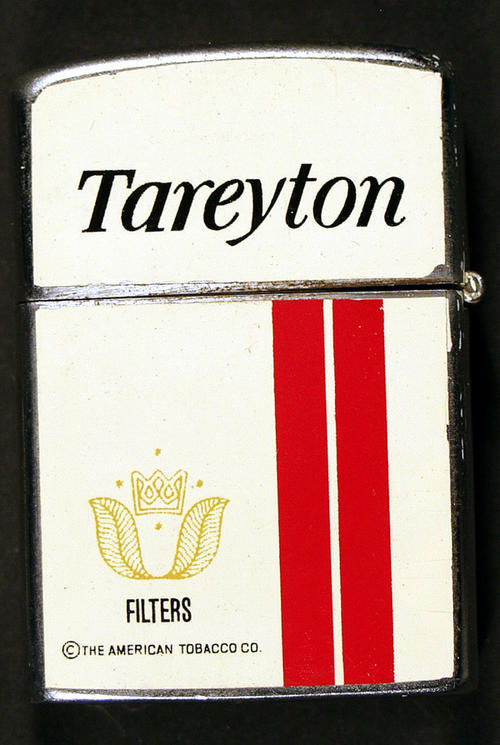 Tareyton
FILTERS
©THE AMERICAN TOBACCO CO.